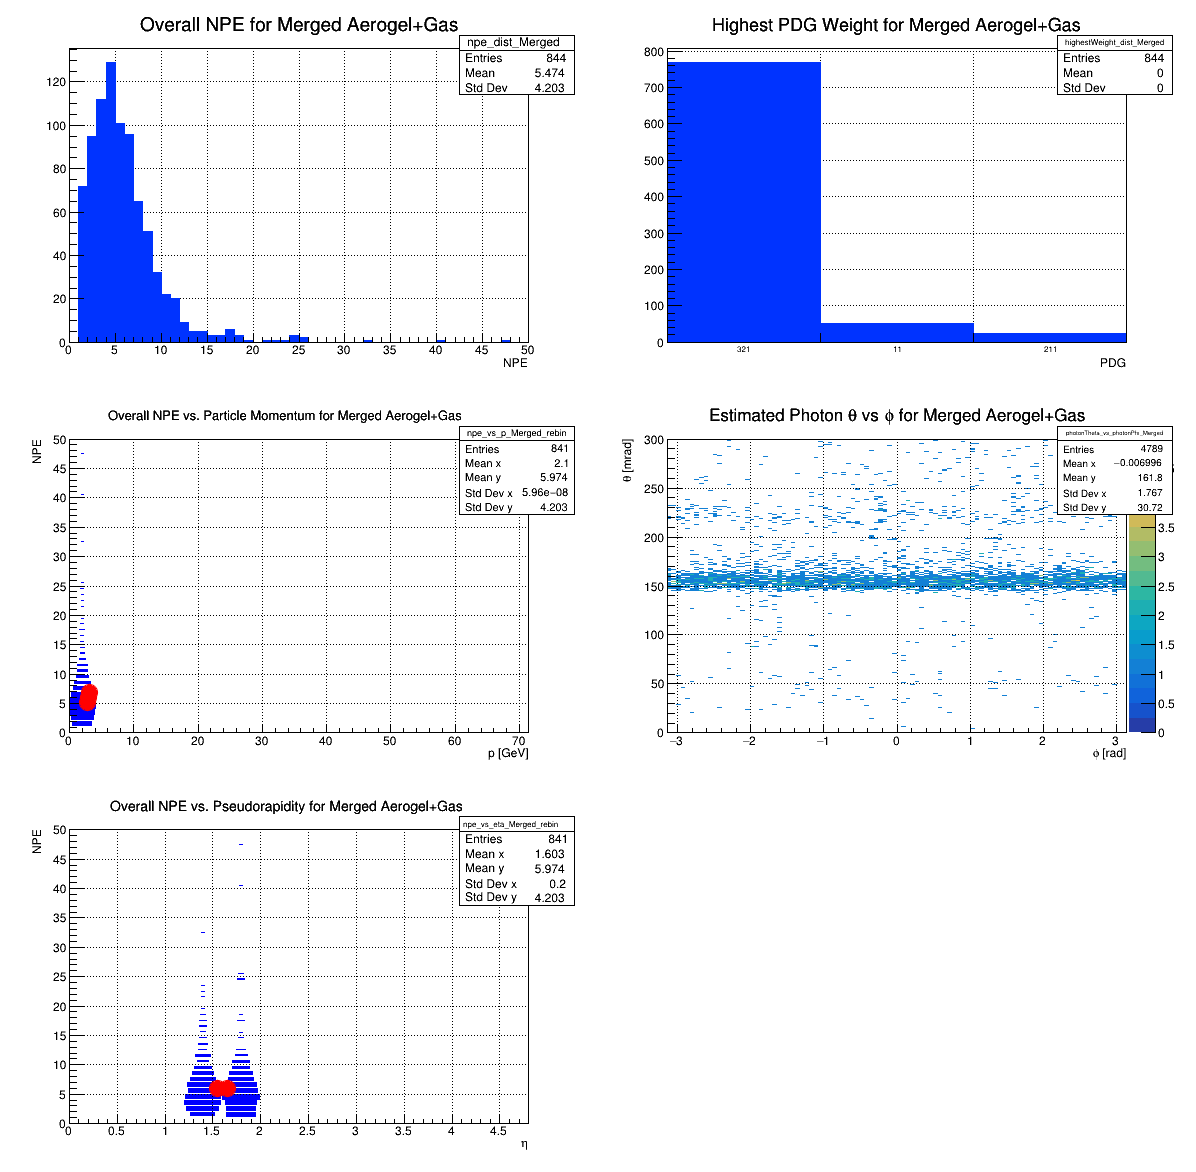 Overall NPE for Merged Aerogel+Gas
npe_dist_Merged
Entries 844
Mean 5.474
Std Dev 4.203
120
100
80
60
40
20
0
0 5 10 15 20 25 30 35 40 45 50
NPE
Highest PDG Weight for Merged Aerogel+Gas
highestWeight_dist_Merged
Entries 844
Mean 0
Std Dev 0
800
700
600
500
400
300
200
100
0
321 11 211
PDG
Overall NPE vs. Particle Momentum for Merged Aerogel+Gas
npe_vs_p_Merged_rebin
Entries 841
Mean x 2.1
Mean y 5.974
Std Dev x 5.96e−08
Std Dev y 4.203
NPE
50
45
40
35
30
25
20
15
10
5
0
0 10 20 30 40 50 60 70
p [GeV]
Estimated Photon θ vs ϕ for Merged Aerogel+Gas
photonTheta_vs_photonPhi_Merged
Entries 4789
Mean x −0.006996
Mean y 161.8
Std Dev x 1.767
Std Dev y 30.72
θ [mrad]
300
250
200
150
100
50
0
−3 −2 −1 0 1 2 3
ϕ [rad]
3.5
3
2.5
2
1.5
1
0.5
0
Overall NPE vs. Pseudorapidity for Merged Aerogel+Gas
npe_vs_eta_Merged_rebin
Entries 841
Mean x 1.603
Mean y 5.974
Std Dev x 0.2
Std Dev y 4.203
NPE
50
45
40
35
30
25
20
15
10
5
0
0 0.5 1 1.5 2 2.5 3 3.5 4 4.5
η